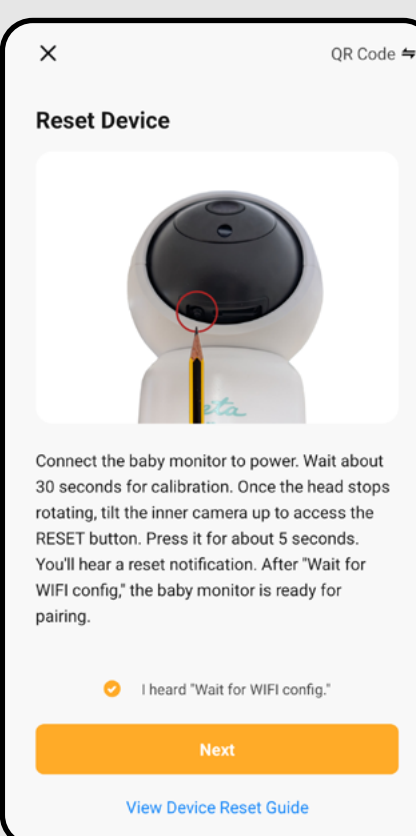 QR Code
Reset Device
Connect the baby monitor to power. Wait about
30 seconds for calibration. Once the head stops
rotating, tilt the inner camera up to access the
RESET button. Press it for about 5 seconds.
You'll hear a reset notification. After "Wait for
WIFI config," the baby monitor is ready for
pairing.
I heard "Wait for WIFI config."
Next
View Device Reset Guide